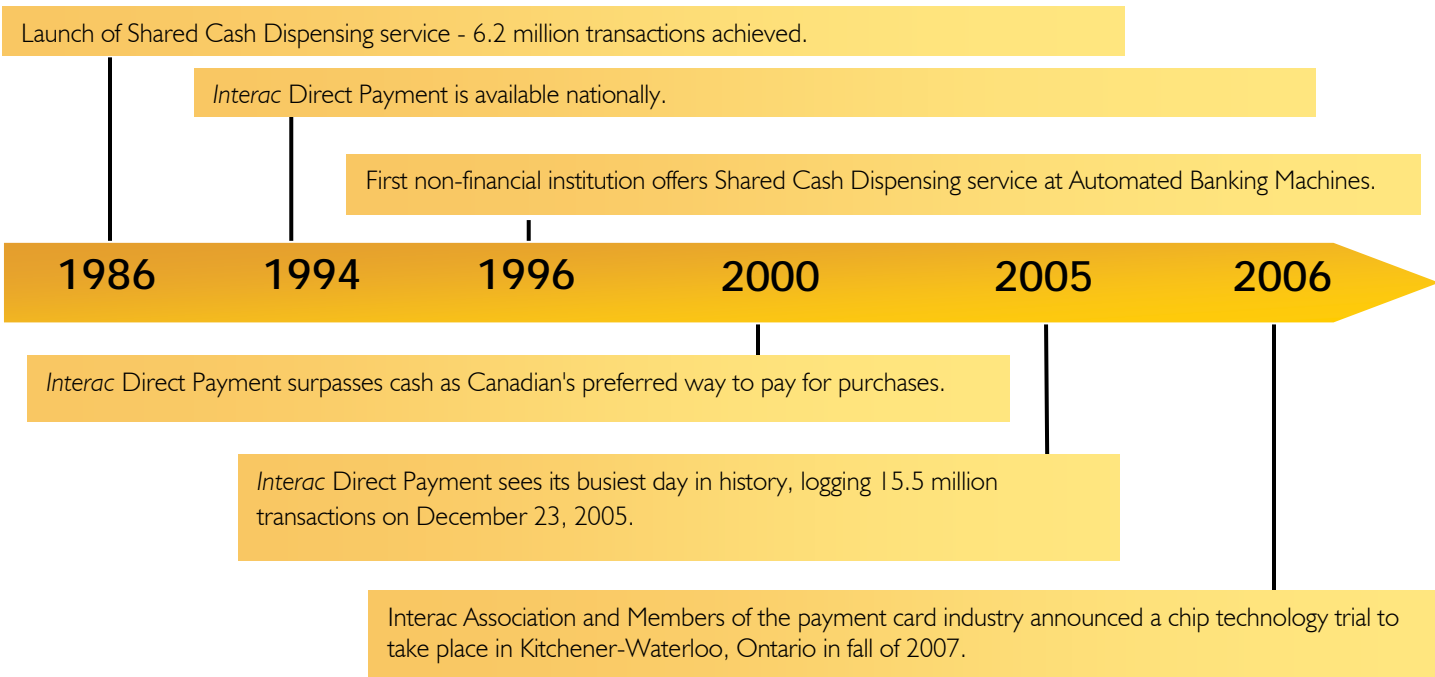 Launch of Shared Cash Dispensing service - 6.2 million transactions achieved.
Interac Direct Payment is available nationally.
First non-financial institution offers Shared Cash Dispensing service at Automated Banking Machines.
1986 1994 1996 2000 2005 2006
Interac Direct Payment surpasses cash as Canadian's preferred way to pay for purchases.
Interac Direct Payment sees its busiest day in history, logging 15.5 million
transactions on December 23, 2005.
Interac Association and Members of the payment card industry announced a chip technology trial to
take place in Kitchener-Waterloo, Ontario in fall of 2007.